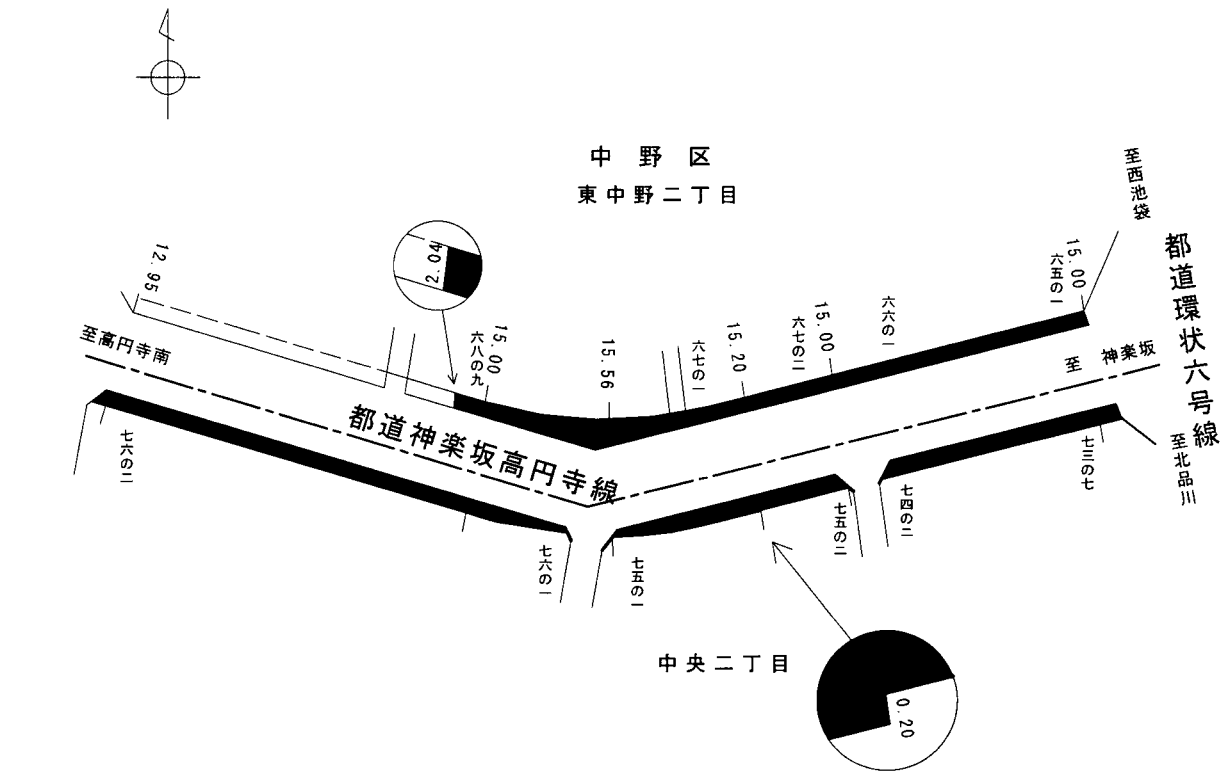 中野区
東中野二丁目
至西池袋
都道環状六号線
15.00
六五の一
2.04
12.95
至高円寺南
六八の九
15.00
15.56
六七の一
15.20
六七の二
15.00
六六の一
至 神楽坂
都道神楽坂高円寺線
七六の二
七六の一
七五の一
七五の二
七四の二
七三の七
至北品川
中央二丁目
0.20